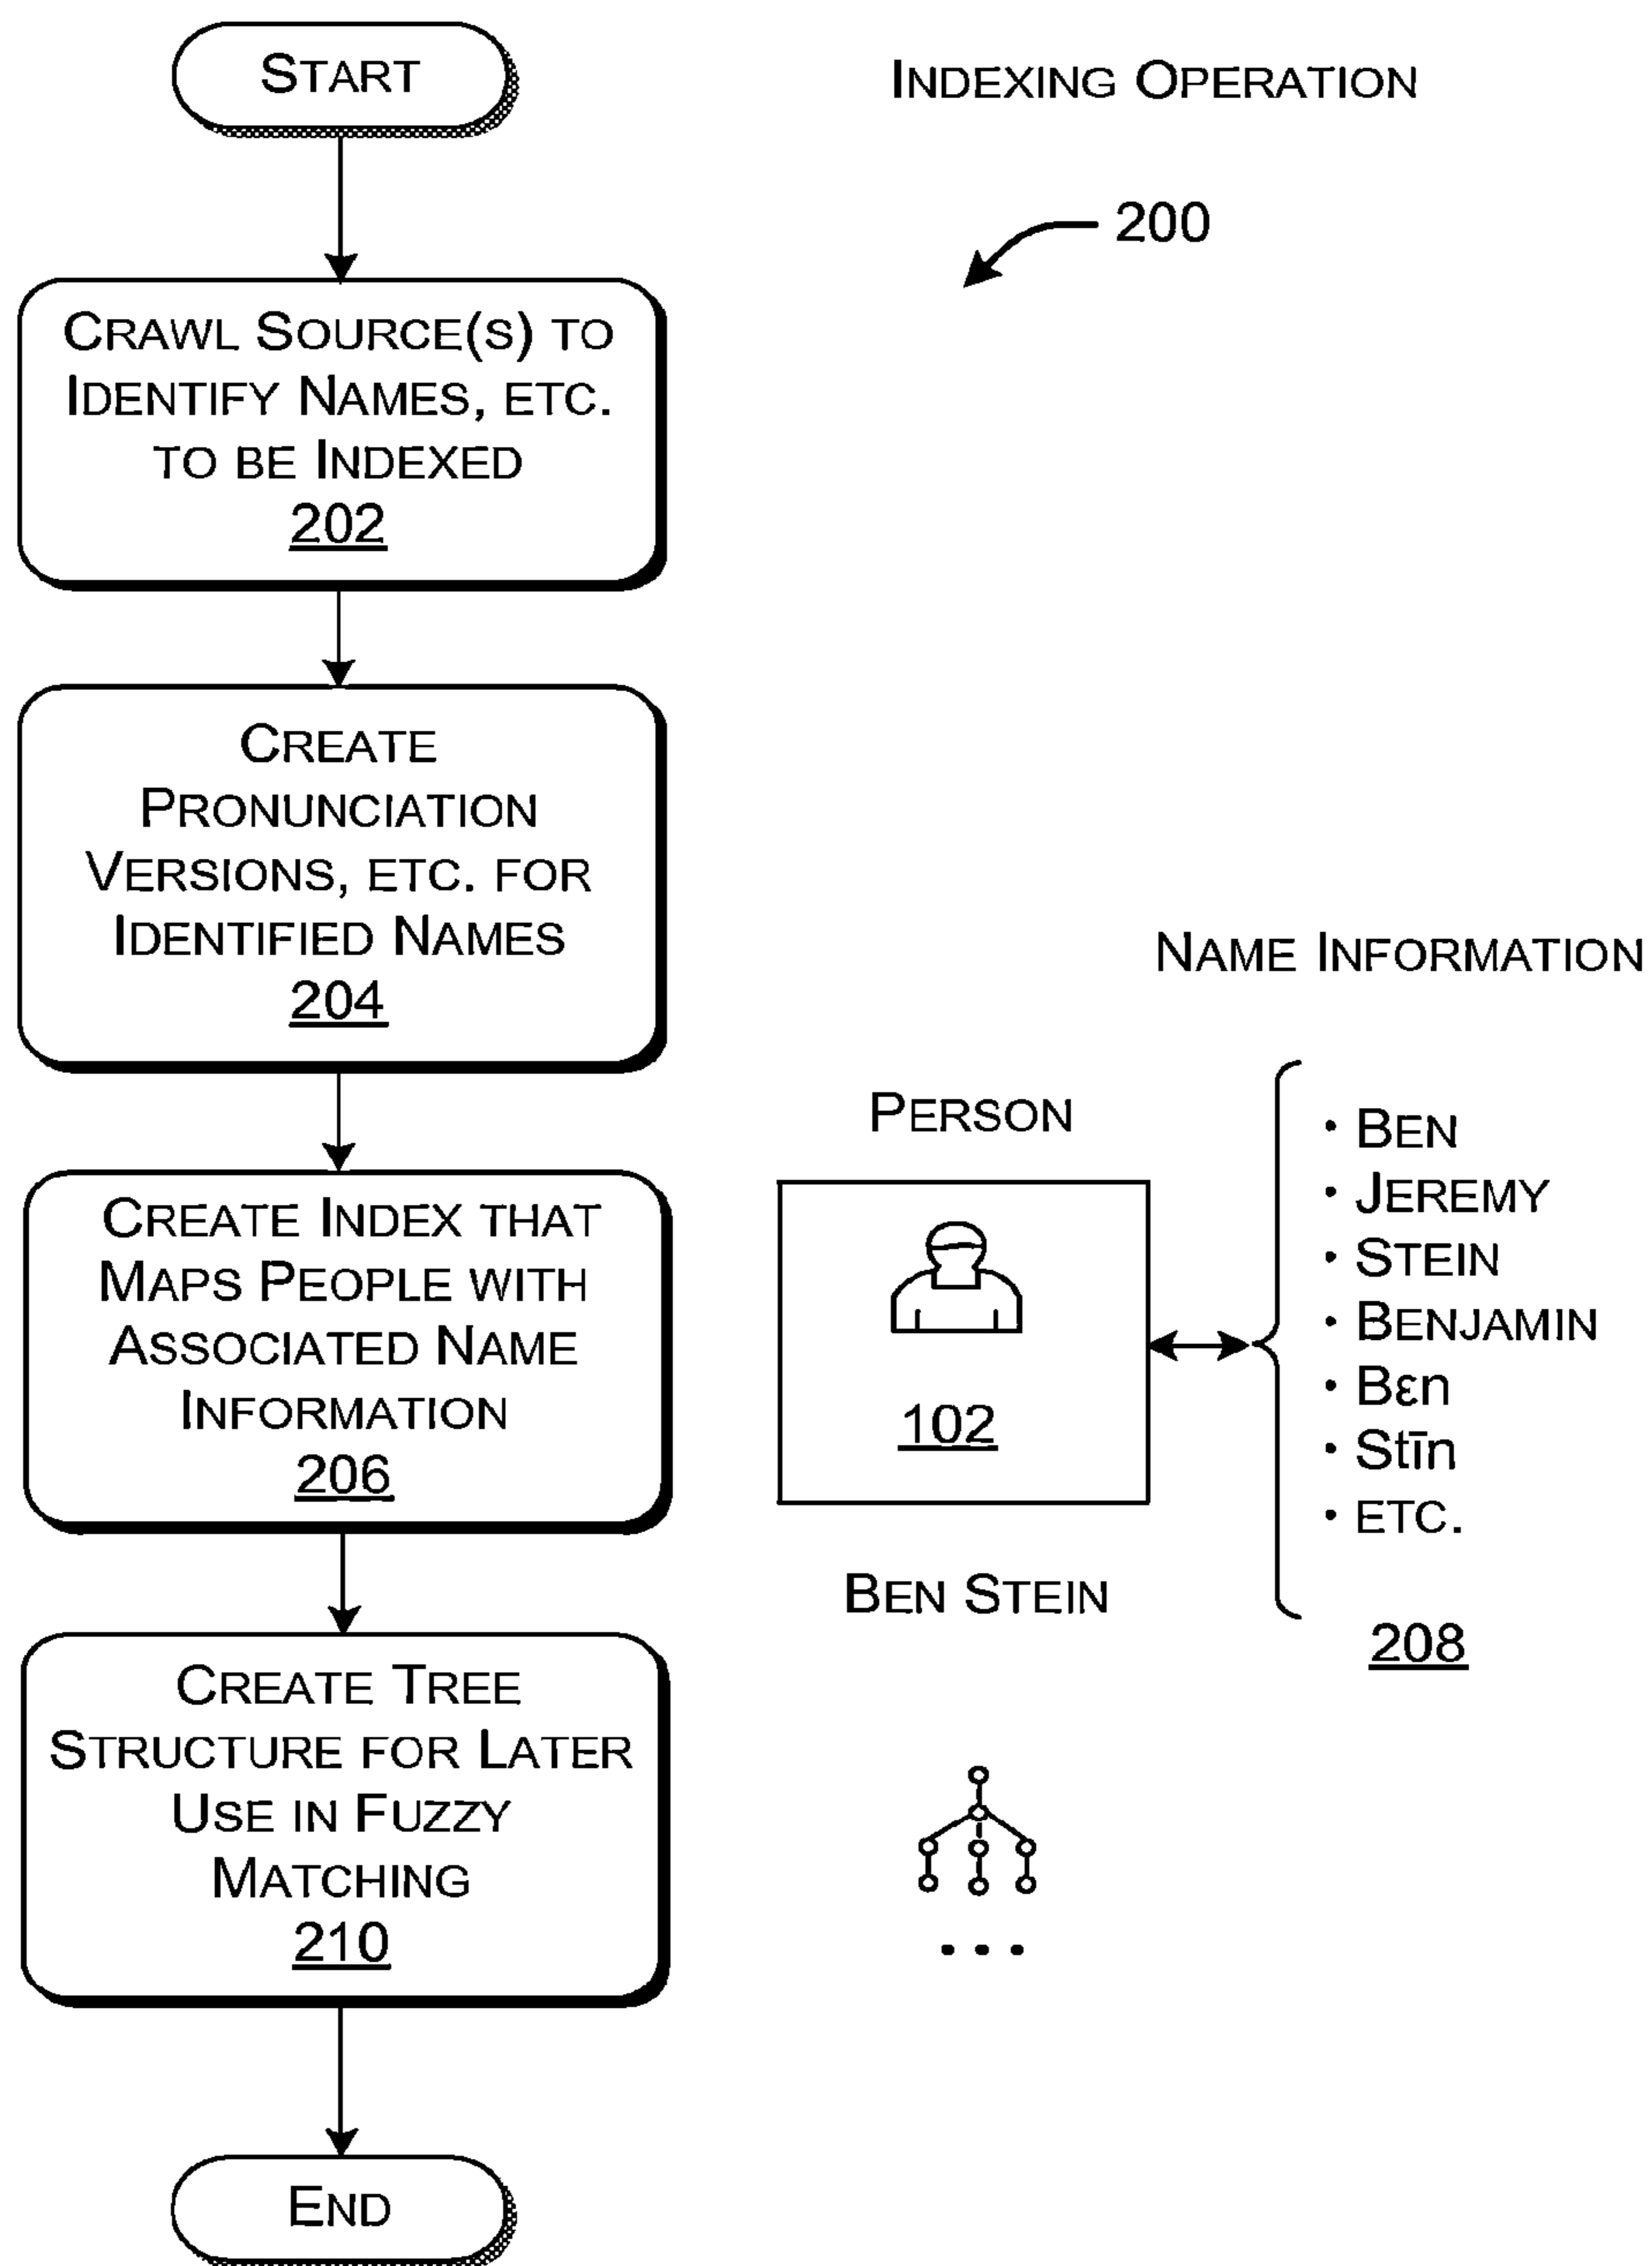 START
INDEXING OPERATION
200
CRAWL SOURCE(S) TO
IDENTIFY NAMES, ETC.
TO BE INDEXED
202
CREATE
PRONUNCIATION
VERSIONS, ETC. FOR
IDENTIFIED NAMES
204
CREATE INDEX THAT
MAPS PEOPLE WITH
ASSOCIATED NAME
INFORMATION
206
PERSON
102
BEN STEIN
NAME INFORMATION
• BEN
• JEREMY
• STEIN
• BENJAMIN
• Bεn
• Stīn
• ETC.
208
CREATE TREE
STRUCTURE FOR LATER
USE IN FUZZY
MATCHING
210
. . .
END